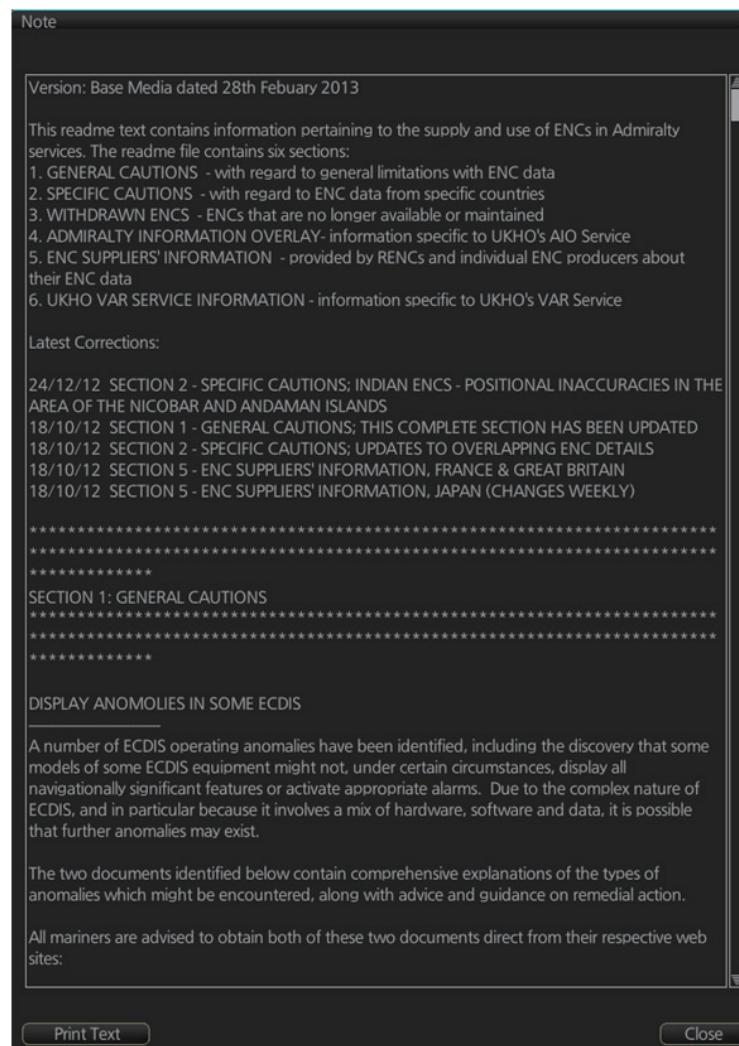 Note
Version: Base Media dated 28th Febuary 2013
This readme text contains information pertaining to the supply and use of ENCs in Admiralty
services. The readme file contains six sections:
1. GENERAL CAUTIONS - with regard to general limitations with ENC data
2. SPECIFIC CAUTIONS - with regard to ENC data from specific countries
3. WITHDRAWN ENCS - ENCs that are no longer available or maintained
4. ADMIRALTY INFORMATION OVERLAY- information specific to UKHO's AIO Service
5. ENC SUPPLIERS' INFORMATION - provided by RENCs and individual ENC producers about
their ENC data
6. UKHO VAR SERVICE INFORMATION - information specific to UKHO's VAR Service
Latest Corrections:
24/12/12 SECTION 2 - SPECIFIC CAUTIONS; INDIAN ENCS - POSITIONAL INACCURACIES IN THE
AREA OF THE NICOBAR AND ANDAMAN ISLANDS
18/10/12 SECTION 1 - GENERAL CAUTIONS; THIS COMPLETE SECTION HAS BEEN UPDATED
18/10/12 SECTION 2 - SPECIFIC CAUTIONS; UPDATES TO OVERLAPPING ENC DETAILS
18/10/12 SECTION 5 - ENC SUPPLIERS' INFORMATION, FRANCE & GREAT BRITAIN
18/10/12 SECTION 5 - ENC SUPPLIERS' INFORMATION, JAPAN (CHANGES WEEKLY)
************************************************************************
************************************************************************
*************
SECTION 1: GENERAL CAUTIONS
************************************************************************
************************************************************************
*************
DISPLAY ANOMOLIES IN SOME ECDIS
A number of ECDIS operating anomalies have been identified, including the discovery that some
models of some ECDIS equipment might not, under certain circumstances, display all
navigationally significant features or activate appropriate alarms. Due to the complex nature of
ECDIS, and in particular because it involves a mix of hardware, software and data, it is possible
that further anomalies may exist.
The two documents identified below contain comprehensive explanations of the types of
anomalies which might be encountered, along with advice and guidance on remedial action.
All mariners are advised to obtain both of these two documents direct from their respective web
sites:
Print Text
Close